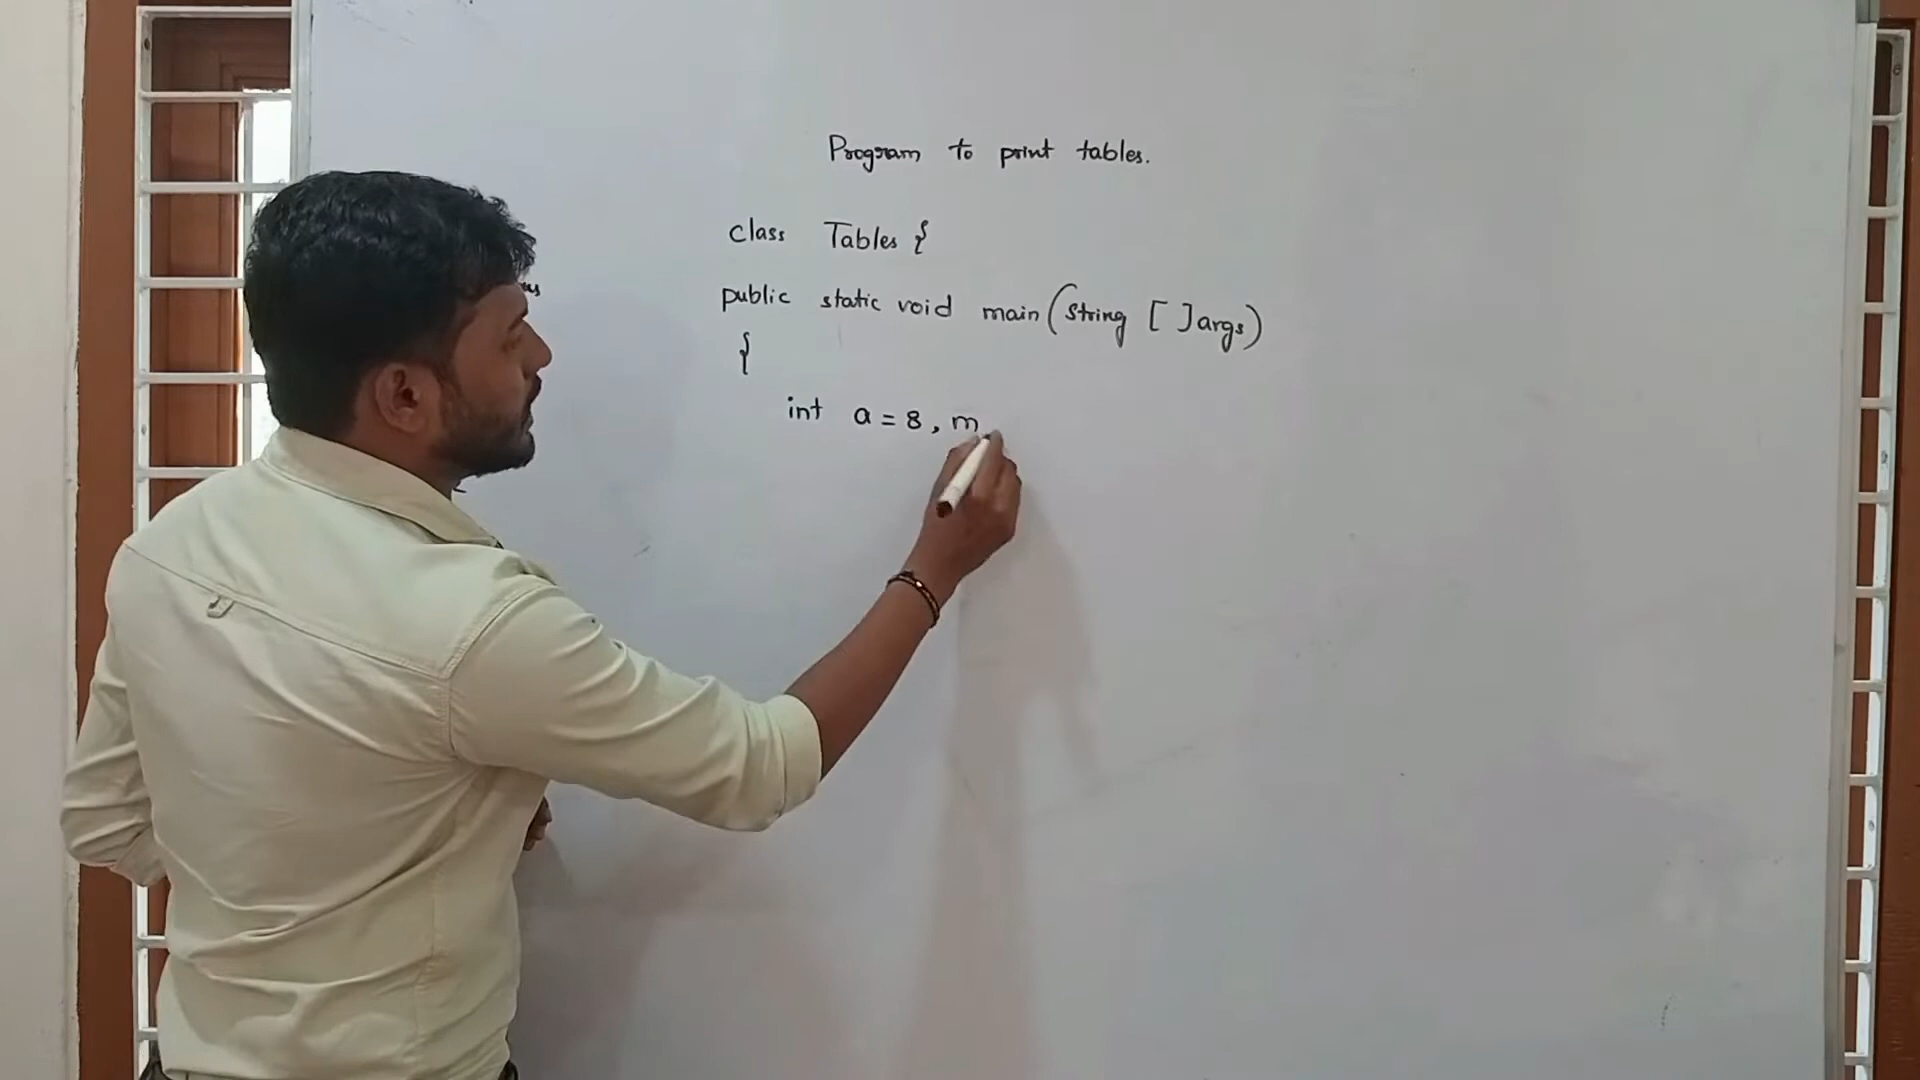 Program to print tables.
class Tables {
public static void main (String [ ] args)
{
int a = 8, m